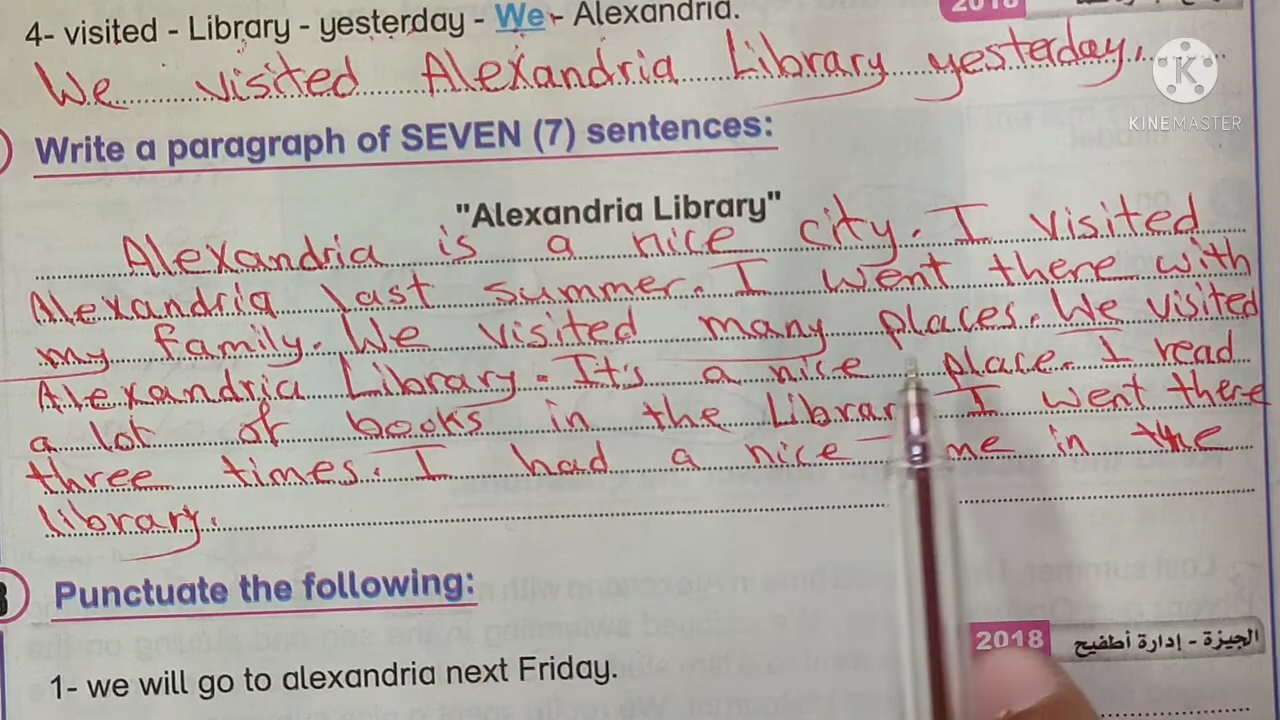 4- visited - Library - yesterday - We - Alexandria.
2018
We visited Alexandria Library yesterday.
K
KINEMASTER
Write a paragraph of SEVEN (7) sentences:
"Alexandria Library"
Alexandria is a nice city. I visited
Alexandria last summer. I went there with
my family. We visited many places. We visited
Alexandria Library. It's a nice place. I read
a lot of books in the Librar I went there
three times. I had a nice me in the
library.
Punctuate the following:
2018 الجيزة - إدارة أطفيح
1- we will go to alexandria next Friday.